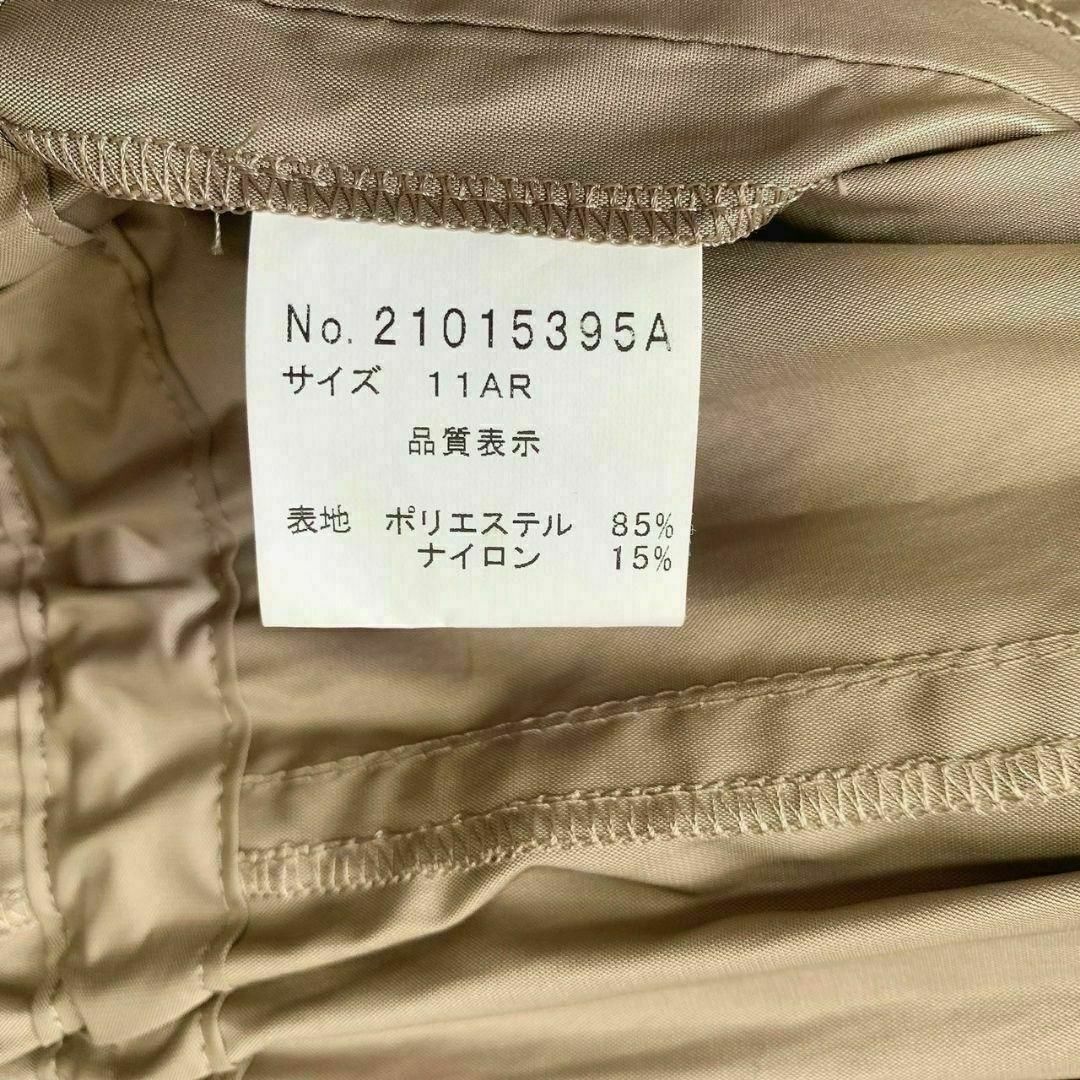 No.21015395A
サイズ 11AR
品質表示
表地 ポリエステル 85%
ナイロン 15%